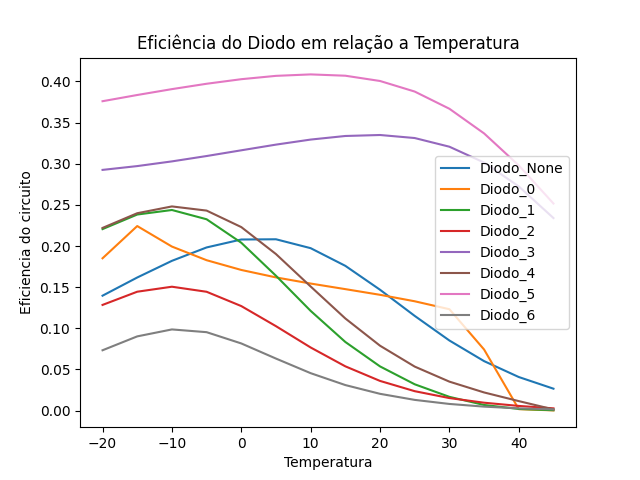 Eficiência do Diodo em relação a Temperatura
Eficiencia do circuito
0.40
0.35
0.30
0.25
0.20
0.15
0.10
0.05
0.00
Diodo_None
Diodo_0
Diodo_1
Diodo_2
Diodo_3
Diodo_4
Diodo_5
Diodo_6
−20 −10 0 10 20 30 40
Temperatura